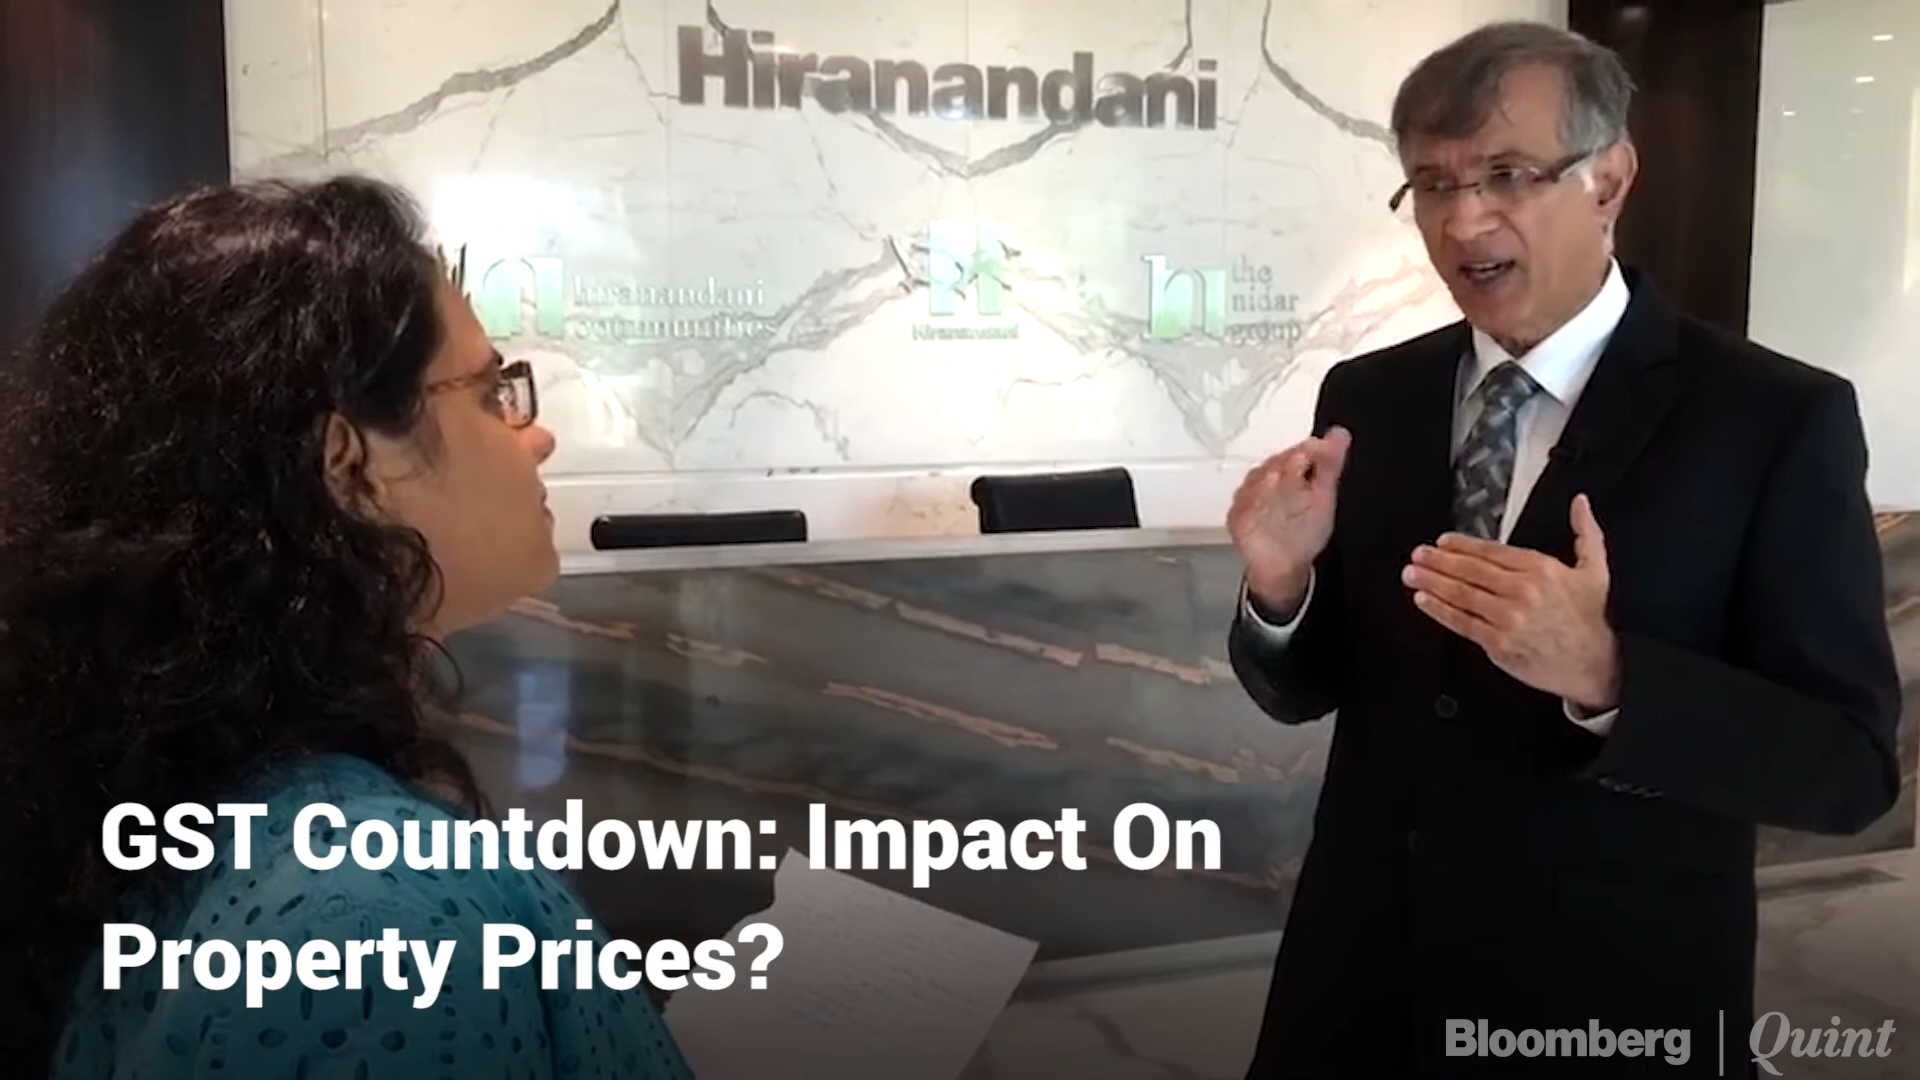 Hiranandani
hiranandani
communities
Hiranandani
the
nidar
group
GST Countdown: Impact On
Property Prices?
Bloomberg | Quint